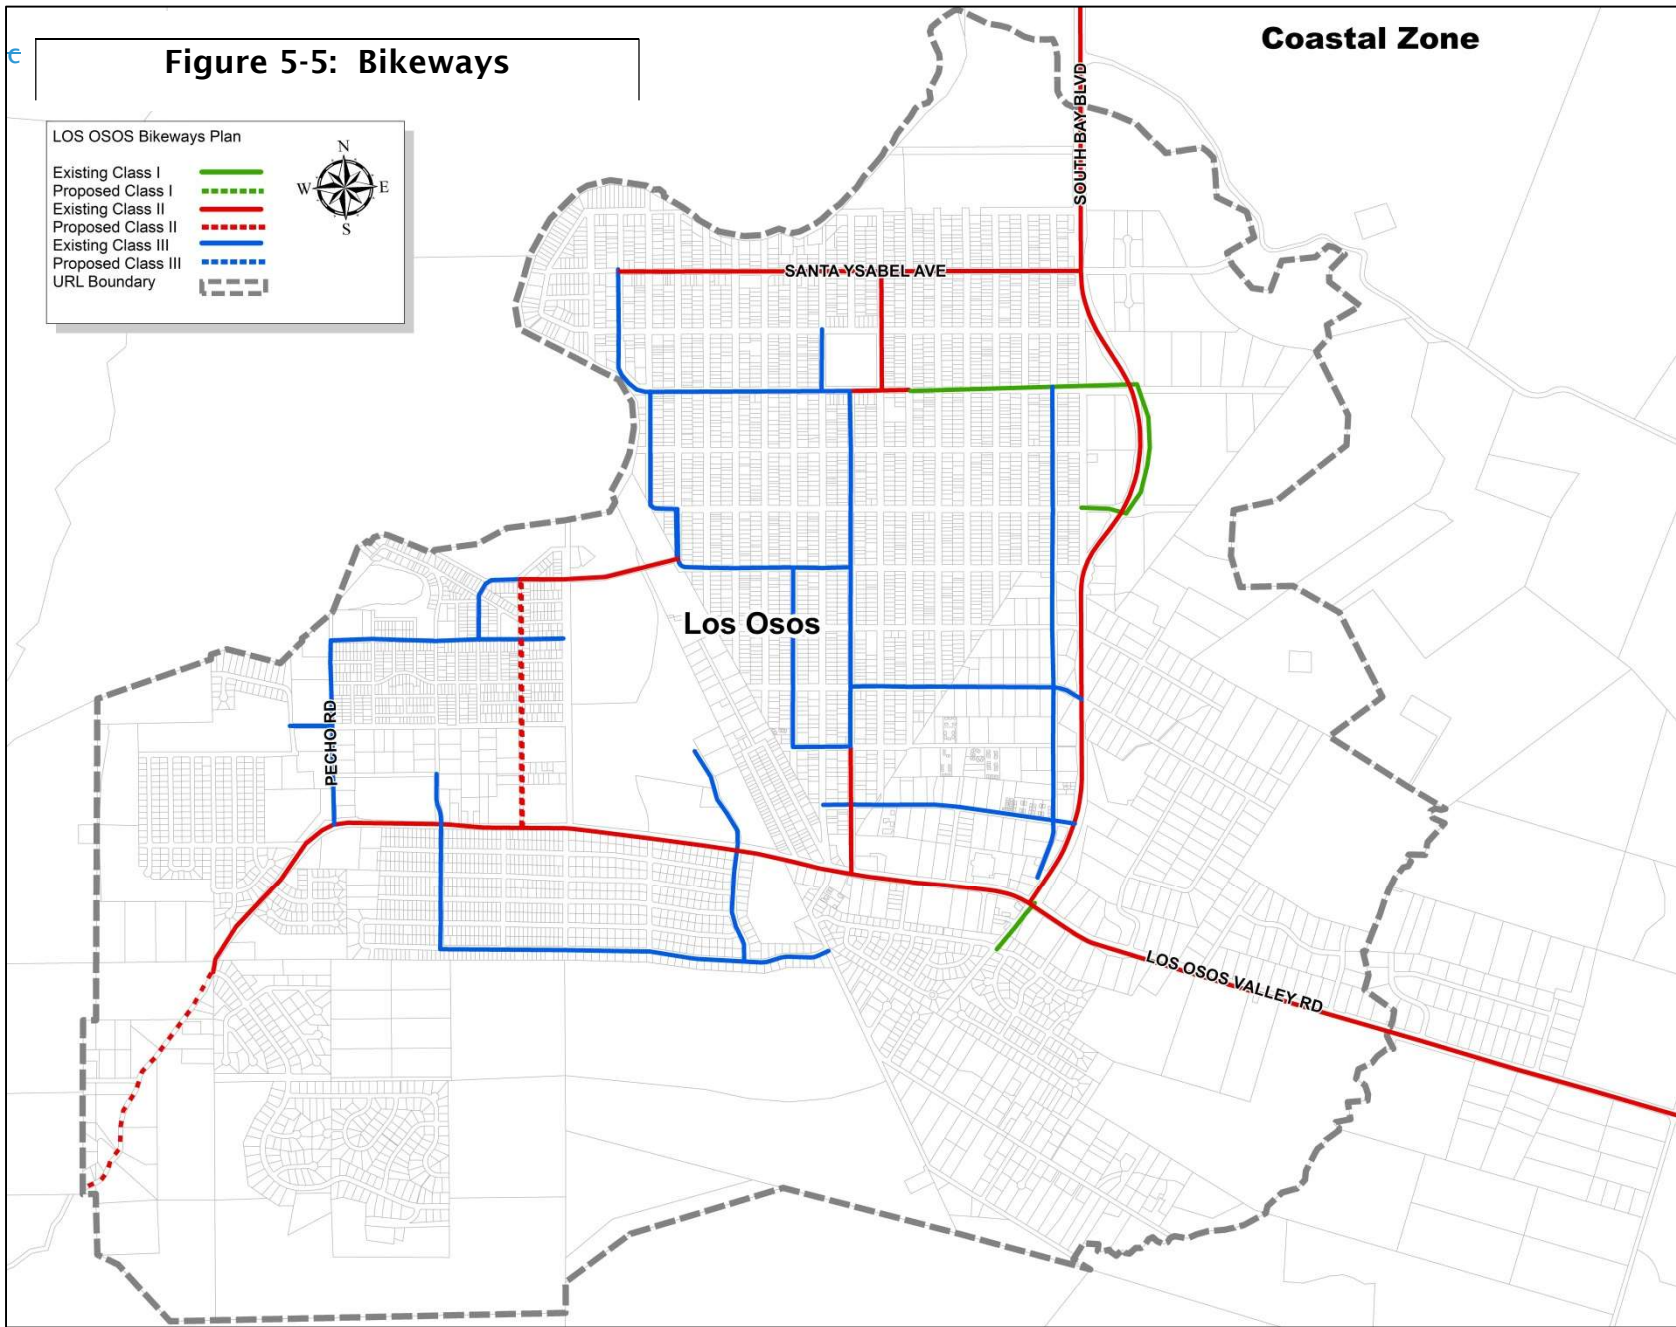 Coastal Zone
Figure 5-5: Bikeways
€
LOS OSOS Bikeways Plan
Existing Class I
Proposed Class I
Existing Class II
Proposed Class II
Existing Class III
Proposed Class III
URL Boundary
N
W E
S
SOUTH BAY BLVD
SANTA YSABEL AVE
Los Osos
PECHO RD
LOS OSOS VALLEY RD